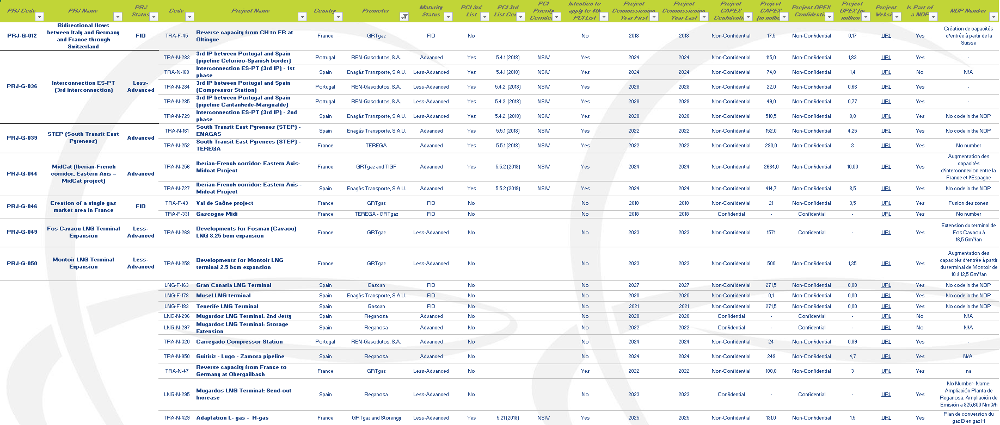 PRJ Code PRJ Name PRJ Status Code Project Name Country Promoter Maturity Status PCI 3rd List PCI 3rd List Code PCI Priority Corridor Intention to apply to 4th PCI List Project Commissioning Year First Project Commissioning Year Last Project CAPEX Project CAPEX Project OPEX Project OPEX (in million Project Is Part of a NDP NDP Number
PRJ-G-012 Bidirectional flows between Italy and Germany and France through Switzerland FID TRA-F-45 Reverse capacity from CH to FR at Oltingue France GRTgaz FID No No 2018 2018 Non-Confidential 17,5 Non-Confidential 0,17 URL Yes Création de capacités d'entrée à partir de la Suisse
PRJ-G-036 Interconnection ES-PT (3rd interconnection) Less-Advanced
TRA-N-283 3rd IP between Portugal and Spain (pipeline Celorico-Spanish border) Portugal REN-Gasodutos, S.A. Advanced Yes 5.4.1 (2018) NSIW Yes 2024 2024 Non-Confidential 115,0 Non-Confidential 1,83 URL Yes -
TRA-N-168 Interconnection ES-PT (3rd IP) - 1st phase Spain Enagás Transporte, S.A.U. Less-Advanced Yes 5.4.1 (2018) NSIW Yes 2024 2024 Non-Confidential 74,8 Non-Confidential 1,4 URL No N/A
TRA-N-284 3rd IP between Portugal and Spain (Compressor Station) Portugal REN-Gasodutos, S.A. Less-Advanced Yes 5.4.2. (2018) NSIW Yes 2028 2028 Non-Confidential 22,0 Non-Confidential 0,66 URL Yes -
TRA-N-285 3rd IP between Portugal and Spain (pipeline Cantanhede-Mangualde) Portugal REN-Gasodutos, S.A. Less-Advanced Yes 5.4.2. (2018) NSIW Yes 2028 2028 Non-Confidential 49,0 Non-Confidential 0,77 URL Yes -
TRA-N-729 Interconnection ES-PT (3rd IP) - 2nd phase Spain Enagás Transporte, S.A.U. Less-Advanced Yes 5.4.2. (2018) NSIW Yes 2028 2028 Non-Confidential 510,5 Non-Confidential 8,8 URL Yes No code in the NDP
PRJ-G-039 STEP (South Transit East Pyrenees) Advanced
TRA-N-161 South Transit East Pyrenees (STEP) - ENAGAS Spain Enagás Transporte, S.A.U. Advanced Yes 5.5.1 (2018) NSIW Yes 2022 2022 Non-Confidential 152,0 Non-Confidential 4,25 URL Yes No code in the NDP
TRA-N-252 South Transit East Pyrenees (STEP) - TEREGA France TEREGA Advanced Yes 5.5.1 (2018) NSIW Yes 2022 2022 Non-Confidential 290,0 Non-Confidential 3 URL Yes No number
PRJ-G-044 MidCat (Iberian-French corridor, Eastern Axis – MidCat project) Advanced
TRA-N-256 Iberian-French corridor: Eastern Axis-Midcat Project France GRTgaz and TIGF Advanced Yes 5.5.2 (2018) NSIW Yes 2024 2024 Non-Confidential 2684,0 Non-Confidential 10,00 URL Yes Augmentation des capacités d'interconnexion entre la France et l'Espagne
TRA-N-727 Iberian-French corridor: Eastern Axis - Midcat Project Spain Enagás Transporte, S.A.U. Advanced Yes 5.5.2 (2018) NSIW Yes 2024 2024 Non-Confidential 414,7 Non-Confidential 8,5 URL Yes No code in the NDP
PRJ-G-046 Creation of a single gas market area in France FID
TRA-F-43 Val de Saône project France GRTgaz FID No No 2018 2018 Non-Confidential 21 Non-Confidential 3,5 URL Yes Fusion des zones
TRA-F-331 Gascogne Midi France TEREGA - GRTgaz FID No No 2018 2018 Confidential - Confidential - URL Yes No number
PRJ-G-049 Fos Cavaou LNG Terminal Expansion Less-Advanced TRA-N-269 Developments for Fosmax (Cavaou) LNG 8.25 bcm expansion France GRTgaz Less-Advanced No No 2023 2023 Non-Confidential 1571 Confidential - URL Yes Extension du terminal de Fos Cavaou à 16,5 Gm³/an
PRJ-G-050 Montoir LNG Terminal Expansion Less-Advanced TRA-N-258 Developments for Montoir LNG terminal 2.5 bcm expansion France GRTgaz Less-Advanced No No 2023 2023 Non-Confidential 500 Non-Confidential 1,35 URL Yes Augmentation des capacités d'entrée à partir du terminal de Montoir de 10 à 12,5 Gm³/an
LNG-F-163 Gran Canaria LNG Terminal Spain Gascan FID No No 2027 2027 Non-Confidential 271,5 Non-Confidential 0,00 URL Yes No code in the NDP
LNG-F-178 Musel LNG terminal Spain Enagás Transporte, S.A.U. FID No No 2020 2020 Non-Confidential 0,1 Non-Confidential 0,00 URL Yes No code in the NDP
LNG-F-183 Tenerife LNG Terminal Spain Gascan FID No No 2021 2021 Non-Confidential 271,5 Non-Confidential 0,00 URL Yes No code in the NDP
LNG-N-296 Mugardos LNG Terminal: 2nd Jetty Spain Reganosa Advanced No No 2020 2020 Confidential - Confidential - URL No N/A
LNG-N-297 Mugardos LNG Terminal: Storage Extension Spain Reganosa Advanced No No 2022 2022 Confidential - Confidential - URL No N/A
TRA-N-320 Carregado Compressor Station Portugal REN-Gasodutos, S.A. Advanced No No 2024 2024 Non-Confidential 24 Non-Confidential 0,89 URL Yes -
TRA-N-950 Guitiriz - Lugo - Zamora pipeline Spain Reganosa Advanced No No 2024 2024 Non-Confidential 249 Non-Confidential 4,7 URL Yes N/A.
TRA-N-47 Reverse capacity from France to Germany at Obergailbach France GRTgaz Less-Advanced No Yes 2022 2022 Non-Confidential 100,0 Non-Confidential 3 URL Yes na
LNG-N-295 Mugardos LNG Terminal: Send-out Increase Spain Reganosa Less-Advanced No No 2023 2023 Confidential - Confidential - URL Yes No Number- Name: Ampliación Planta de Reganosa. Ampliación de Emisión a 825,600 Nm3/h
TRA-N-429 Adaptation L- gas - H-gas France GRTgaz and Storengy Less-Advanced Yes 5.21 (2018) NSIW Yes 2025 2025 Non-Confidential 131,0 Non-Confidential 1,5 URL Yes Plan de conversion du gaz B en gaz H